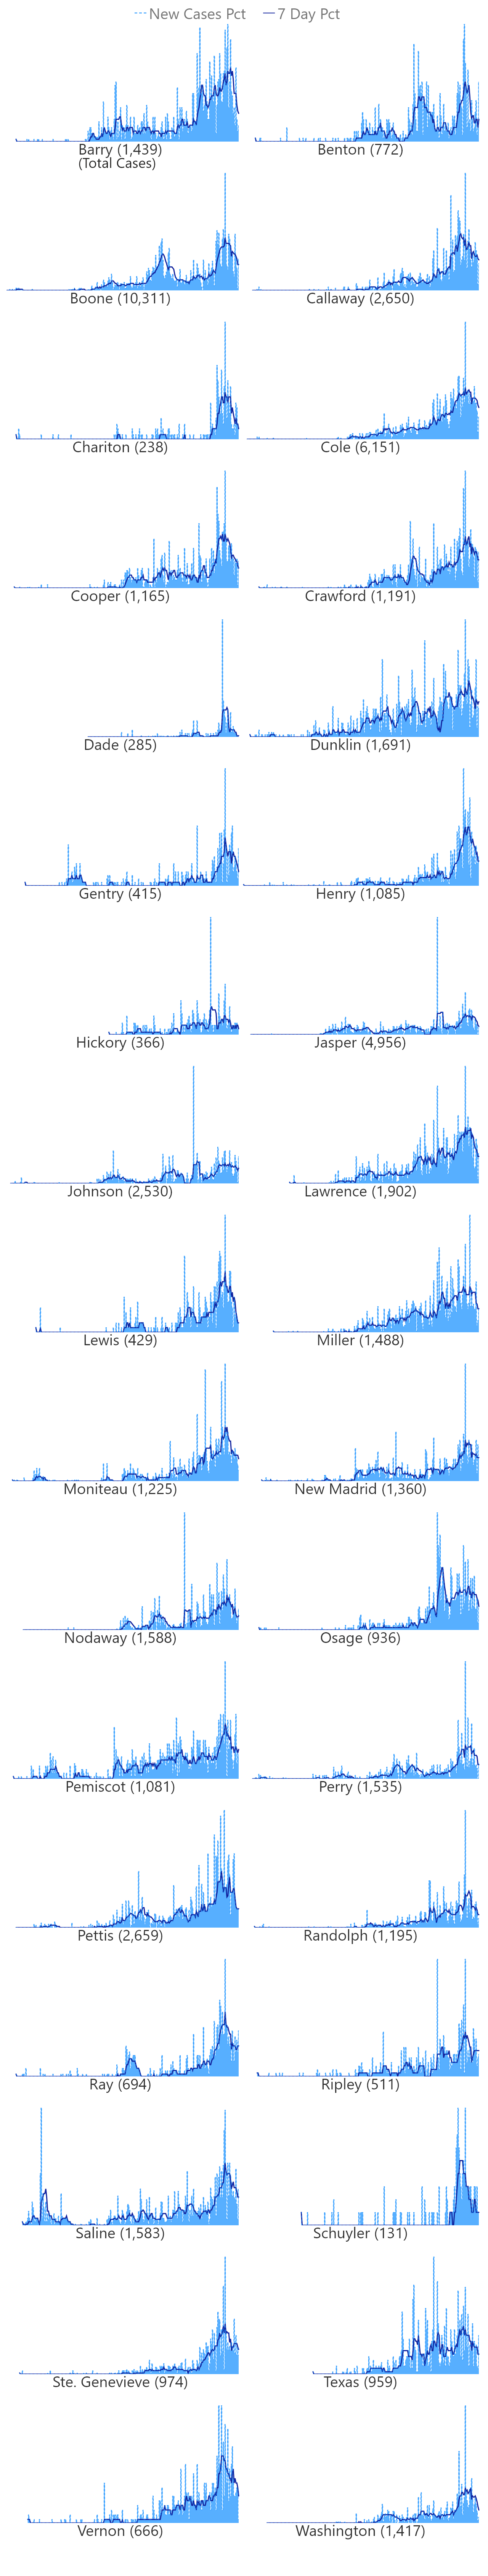 New Cases Pct 7 Day Pct
Barry (1,439) Benton (772)
(Total Cases)
Boone (10,311) Callaway (2,650)
Chariton (238) Cole (6,151)
Cooper (1,165) Crawford (1,191)
Dade (285) Dunklin (1,691)
Gentry (415) Henry (1,085)
Hickory (366) Jasper (4,956)
Johnson (2,530) Lawrence (1,902)
Lewis (429) Miller (1,488)
Moniteau (1,225) New Madrid (1,360)
Nodaway (1,588) Osage (936)
Pemiscot (1,081) Perry (1,535)
Pettis (2,659) Randolph (1,195)
Ray (694) Ripley (511)
Saline (1,583) Schuyler (131)
Ste. Genevieve (974) Texas (959)
Vernon (666) Washington (1,417)